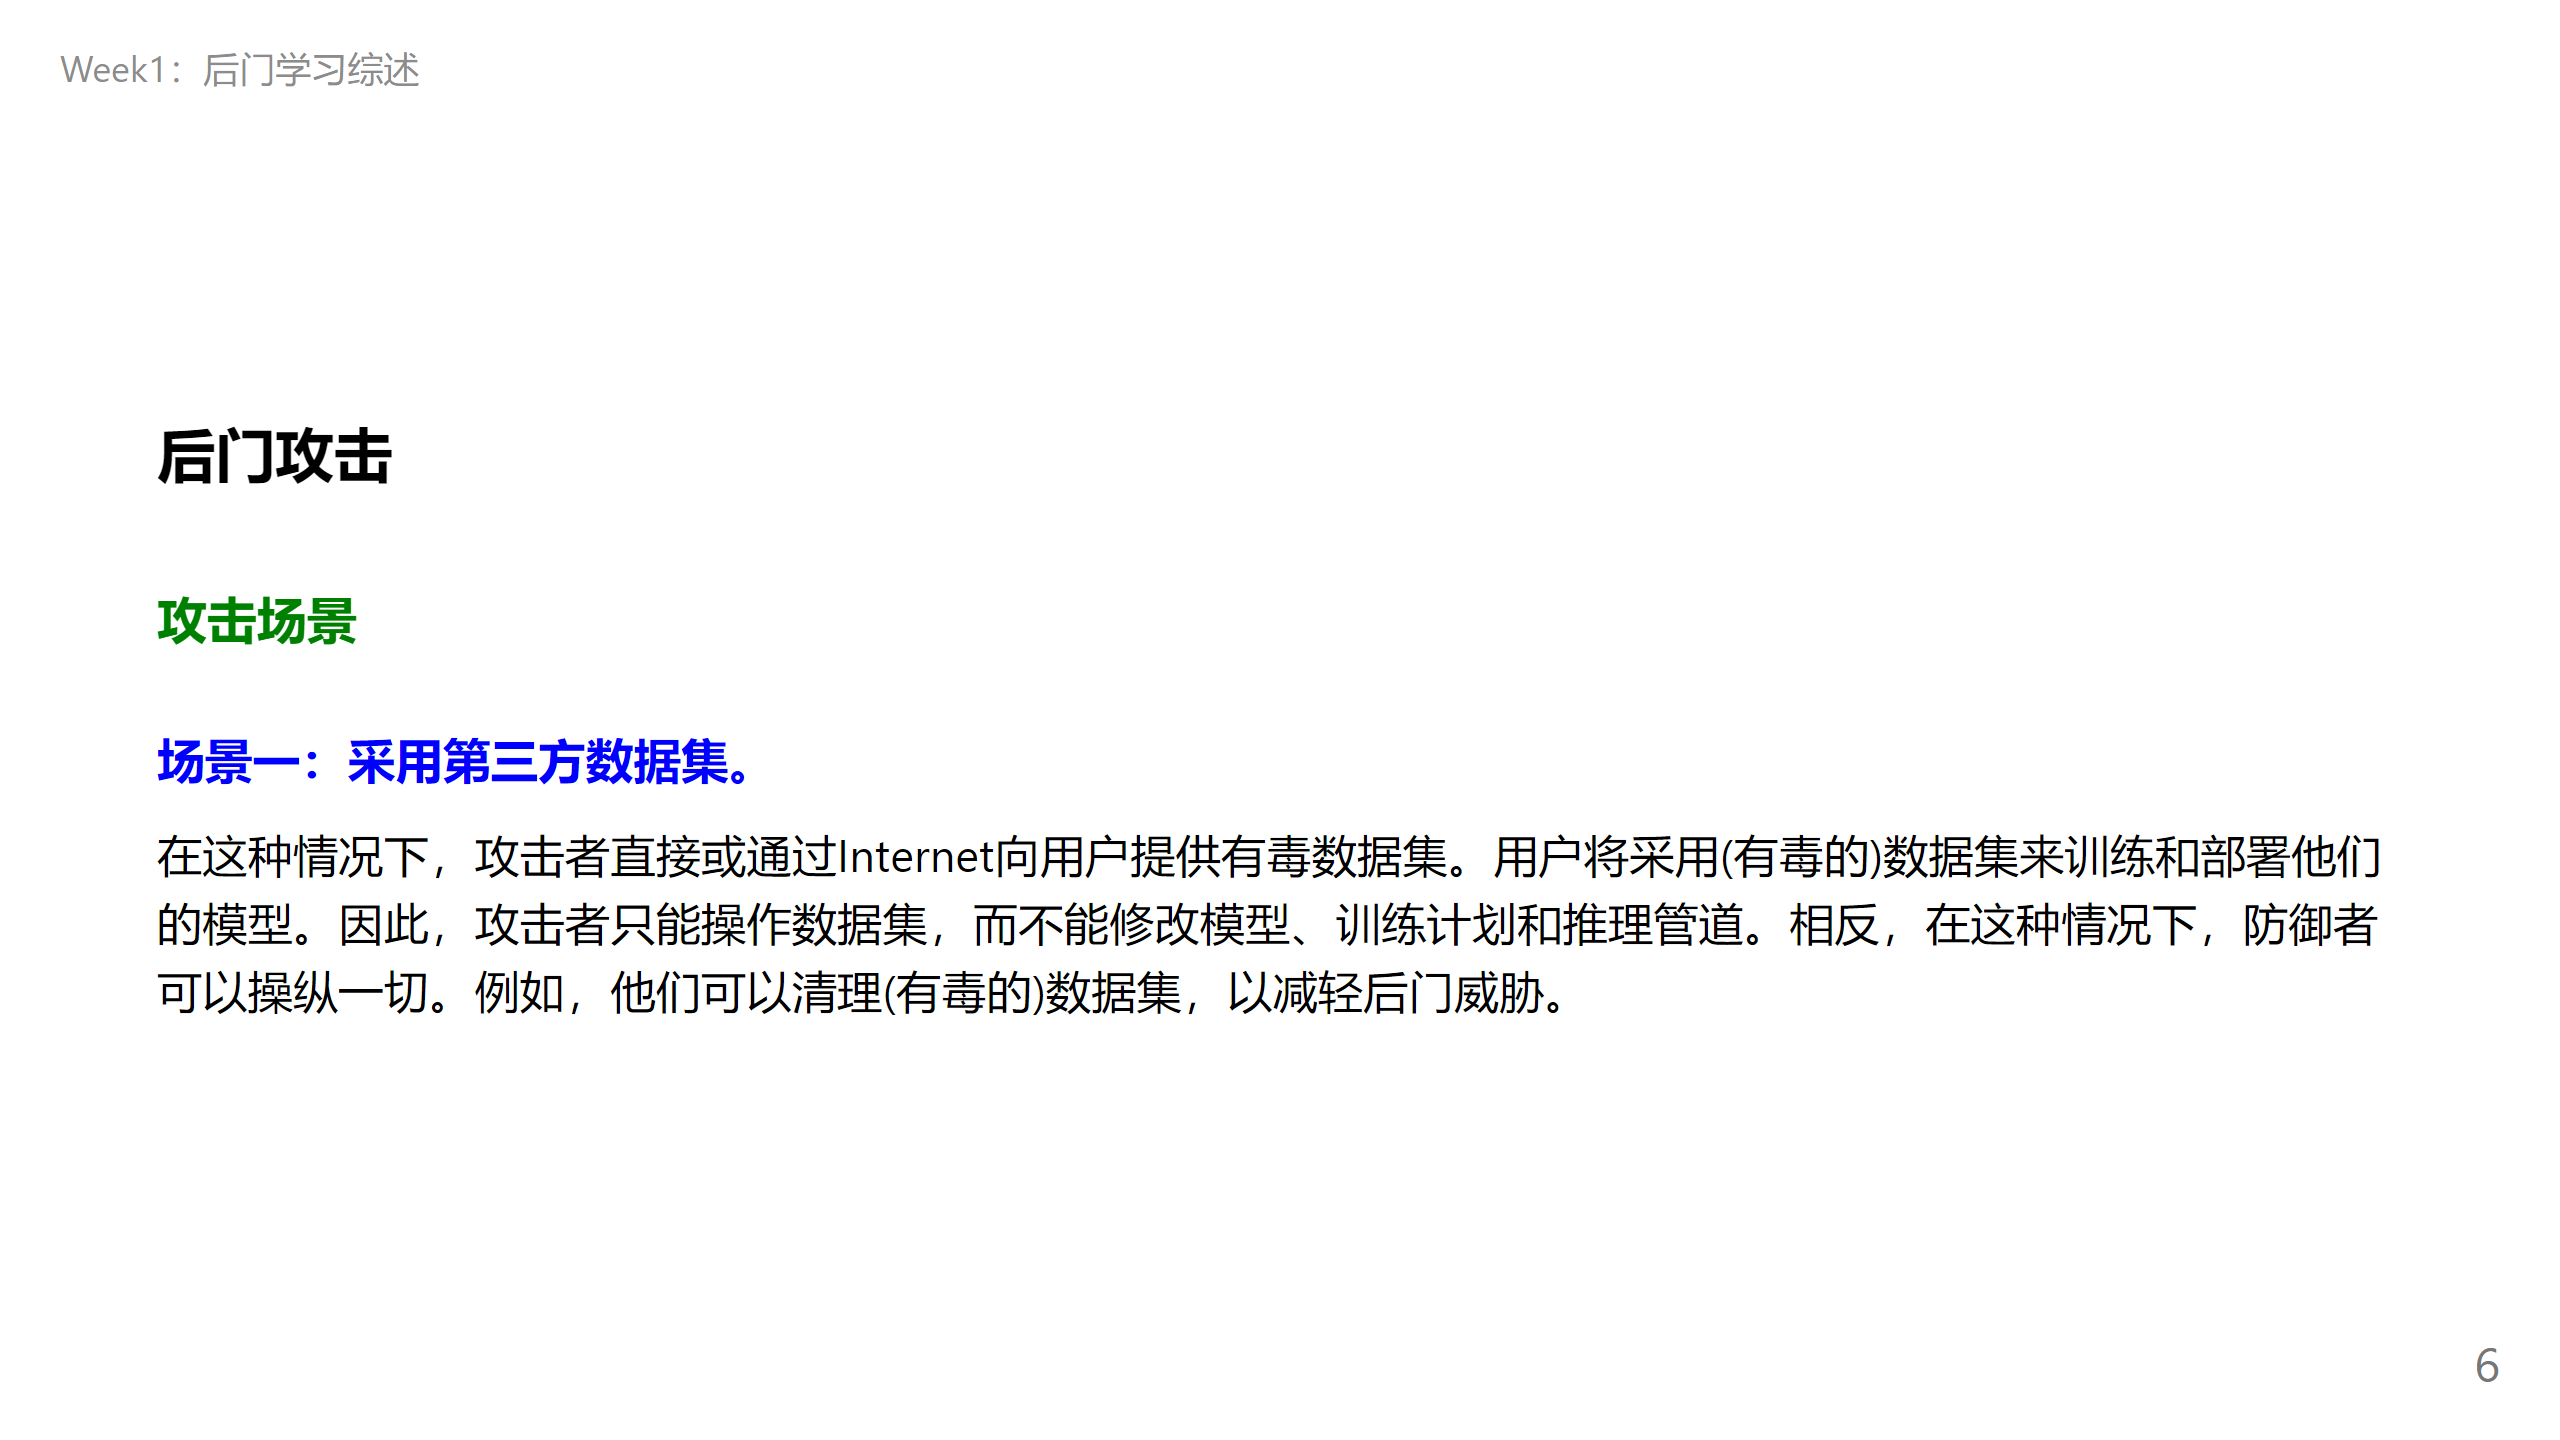 Week1：后门学习综述
后门攻击
攻击场景
场景一：采用第三方数据集。
在这种情况下，攻击者直接或通过Internet向用户提供有毒数据集。用户将采用(有毒的)数据集来训练和部署他们
的模型。因此，攻击者只能操作数据集，而不能修改模型、训练计划和推理管道。相反，在这种情况下，防御者
可以操纵一切。例如，他们可以清理(有毒的)数据集，以减轻后门威胁。
6